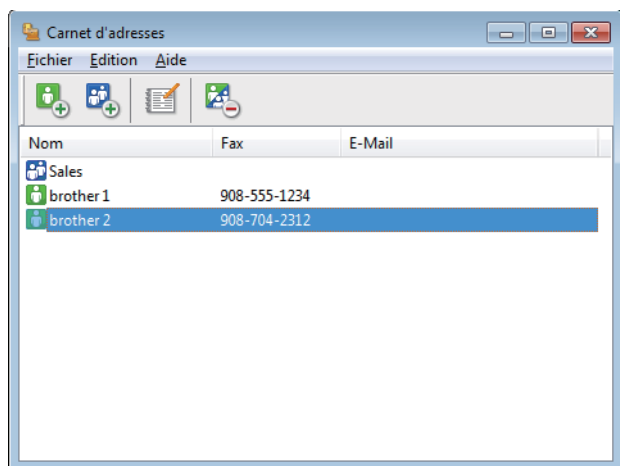 Carnet d'adresses
Fichier Edition Aide
Nom Fax E-Mail
Sales
brother 1 908-555-1234
brother 2 908-704-2312